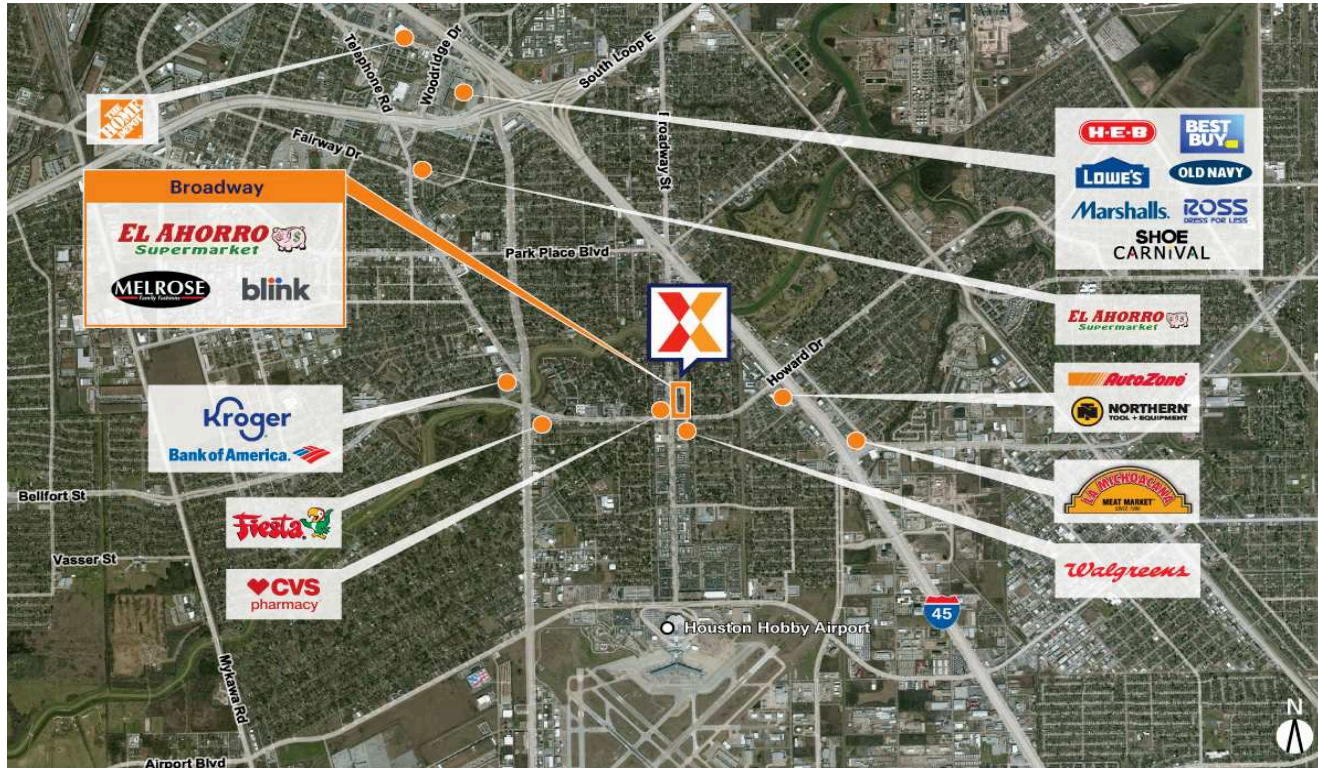 Telephone Rd
Woodridge Dr
South Loop E
Fairway Dr
roadway St
THE
HOME
DEPOT
Broadway
EL AHORRO
Supermarket
MELROSE
Family Fashions
blink
Park Place Blvd
H-E-B
BEST
BUY
LOWE'S
OLD NAVY
Marshalls.
ROSS
DRESS FOR LESS
SHOE
CARNIVAL
EL AHORRO
Supermarket
Howard Dr
AutoZone
NORTHERN
TOOL + EQUIPMENT
Kroger
Bank of America.
Bellfort St
Fiesta
LA MICHOACANA
MEAT MARKET
Vasser St
CVS
pharmacy
Walgreens
45
Houston Hobby Airport
Mykawa Rd
Airport Blvd
N